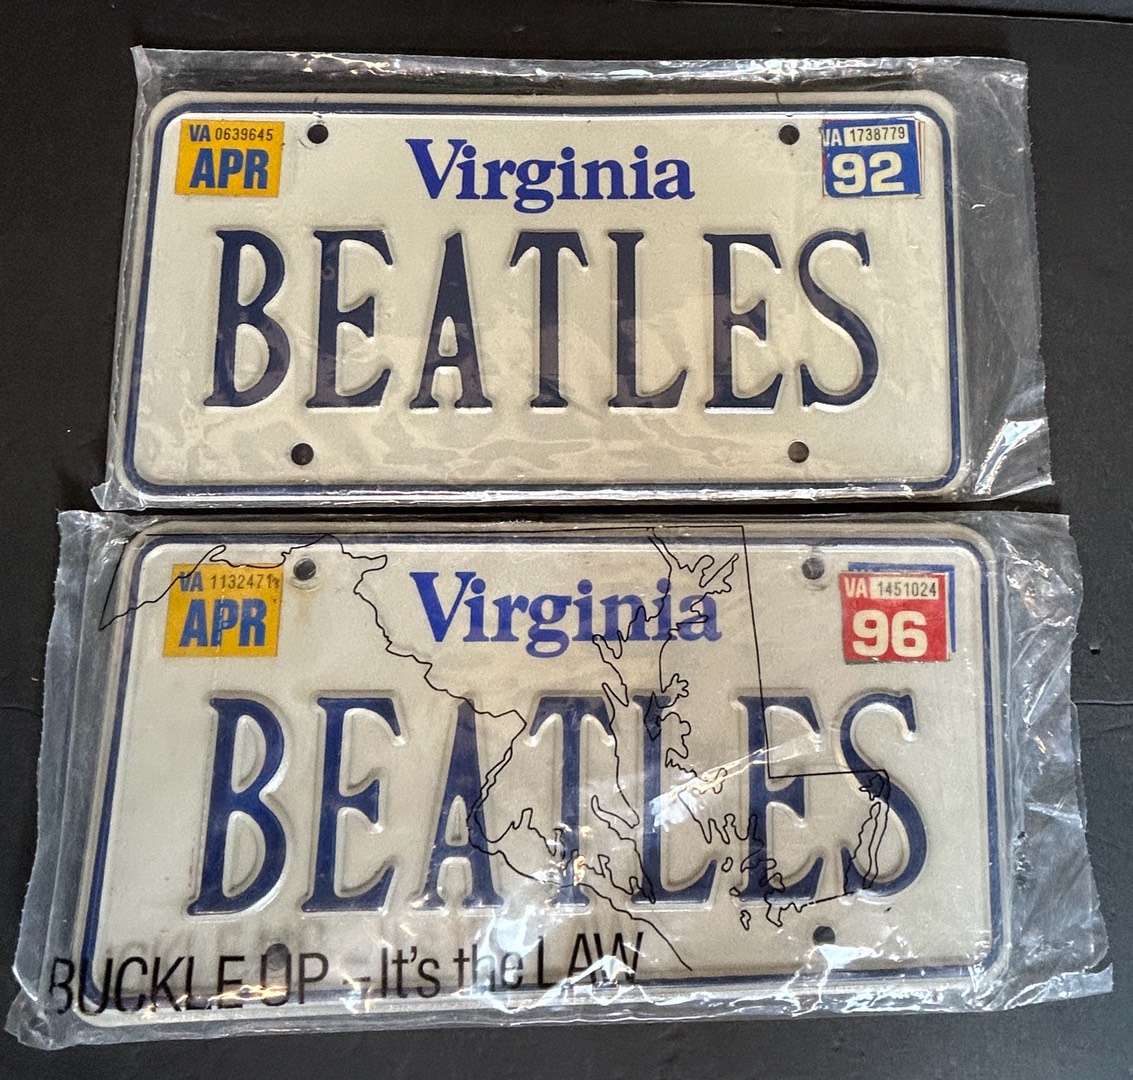 VA 0639645
APR
Virginia
VA 1738779
92
BEATLES
VA 1132471
APR
Virginia
VA 1451024
96
BEATLES
BUCKLE UP - It's the LAW